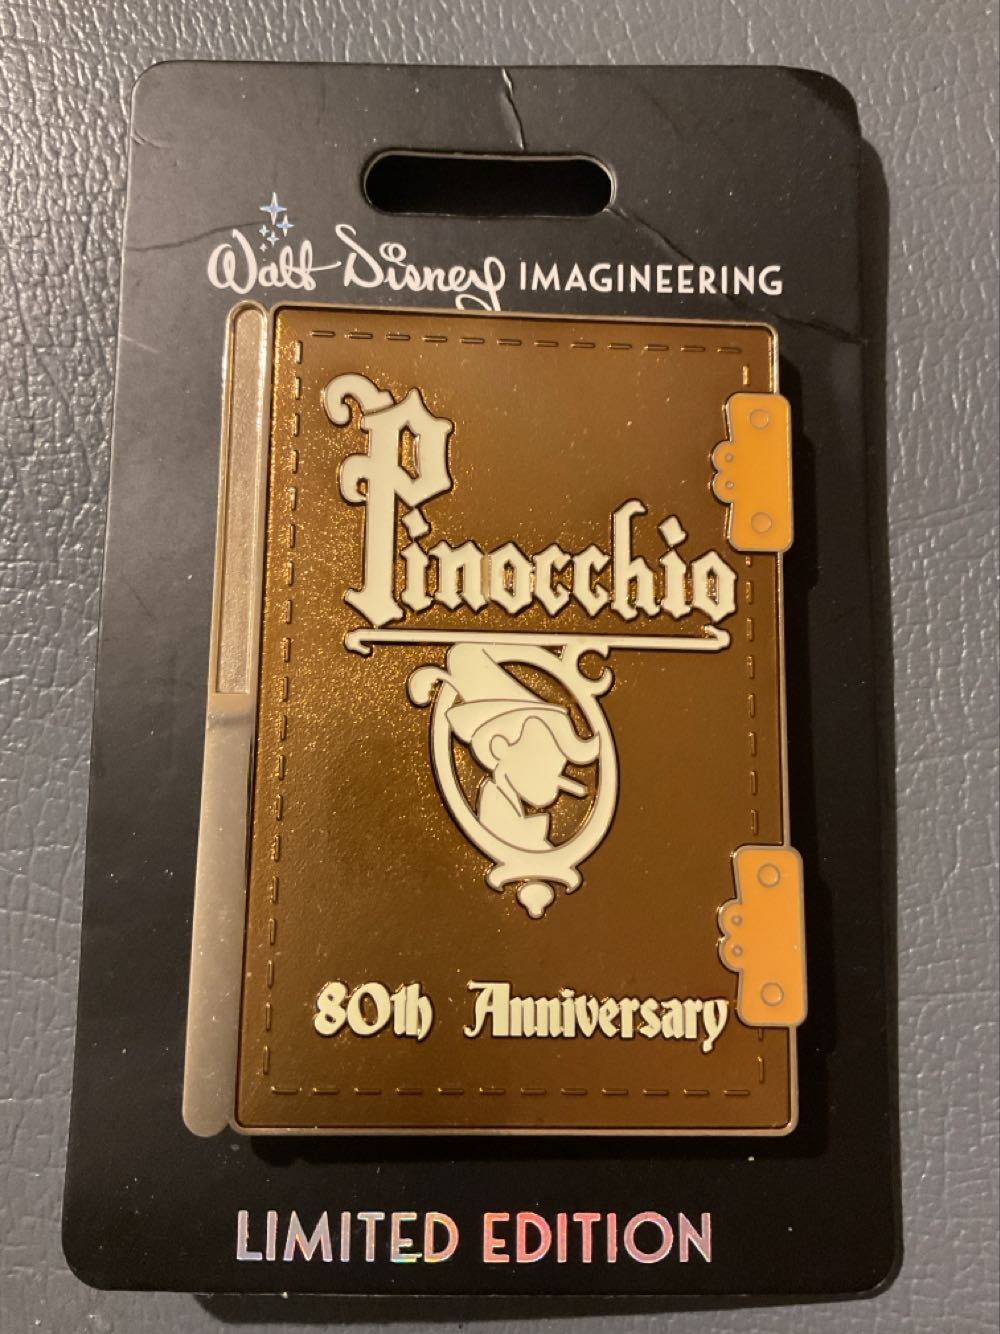 Walt Disney IMAGINEERING
Pinocchio
80th Anniversary
LIMITED EDITION